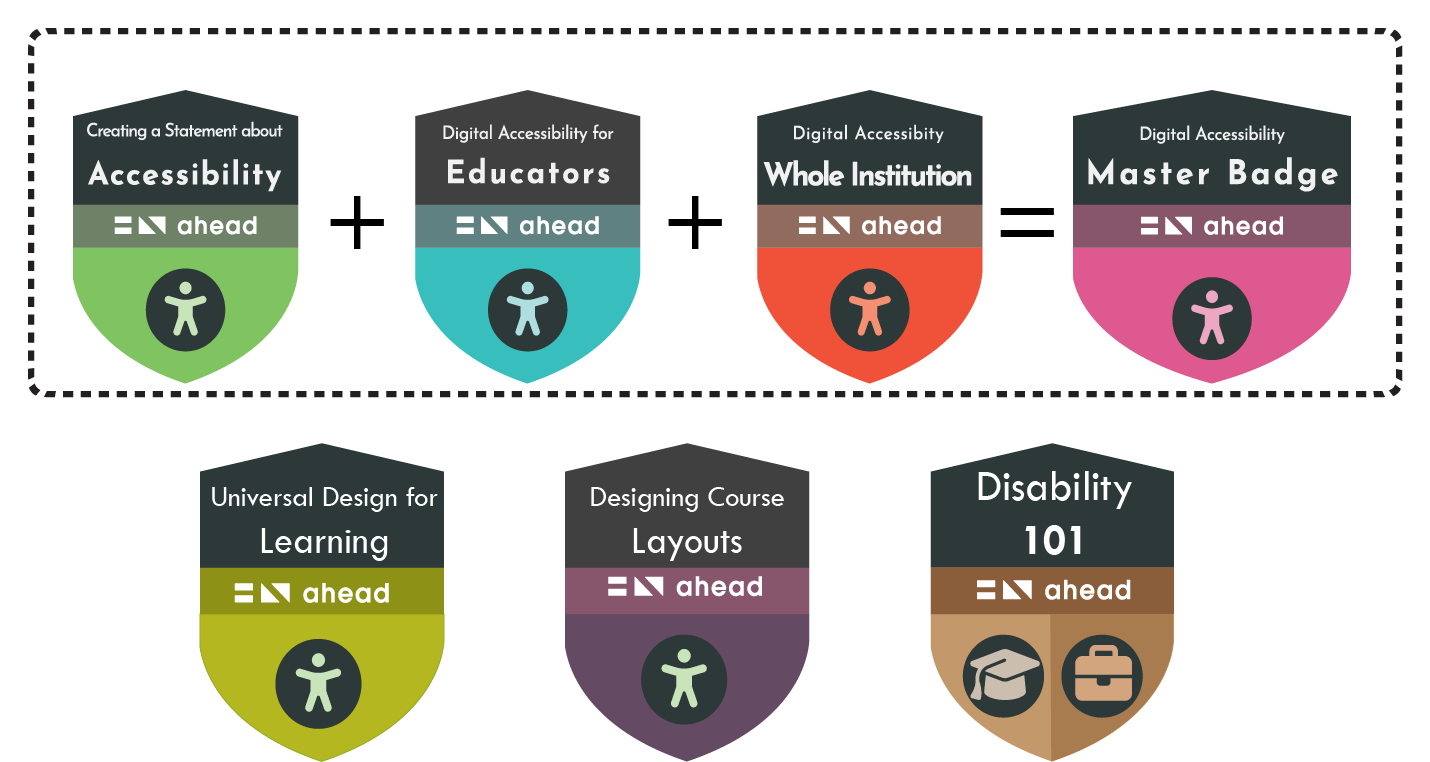 Creating a Statement about
Accessibility
ahead
+
Digital Accessibility for
Educators
ahead
+
Digital Accessibity
Whole Institution
ahead
=
Digital Accessibility
Master Badge
ahead
Universal Design for
Learning
ahead
Designing Course
Layouts
ahead
Disability
101
ahead